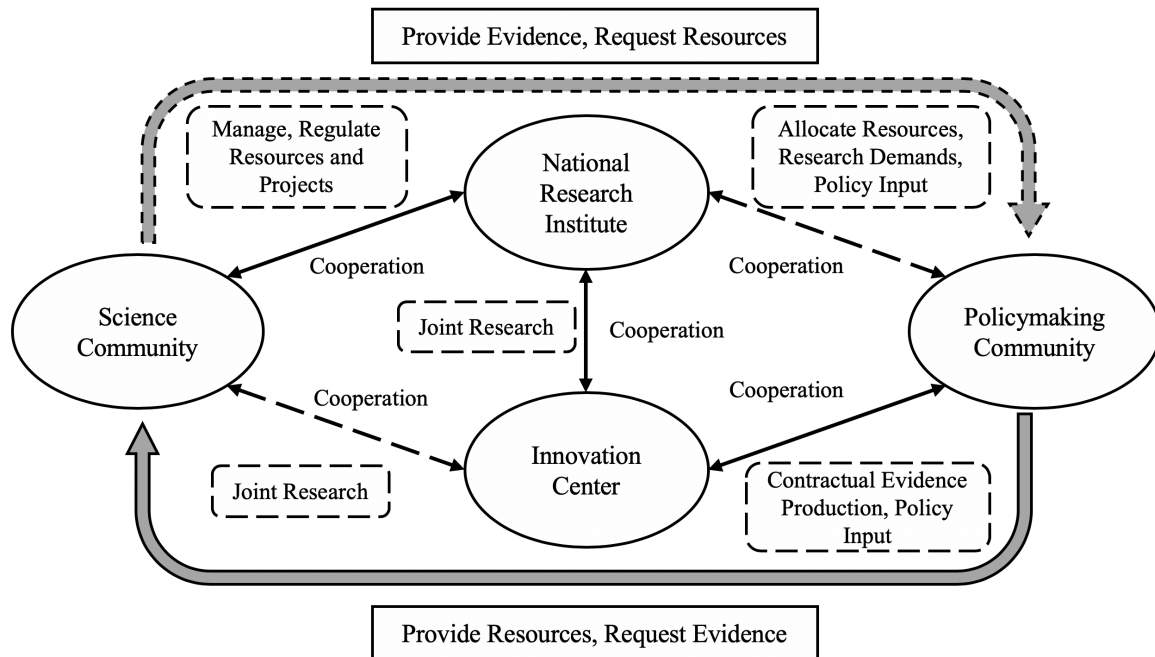 Provide Evidence, Request Resources
Manage, Regulate
Resources and
Projects
National
Research
Institute
Allocate Resources,
Research Demands,
Policy Input
Cooperation
Cooperation
Science
Community
Joint Research
Cooperation
Policymaking
Community
Cooperation
Cooperation
Joint Research
Innovation
Center
Contractual Evidence
Production, Policy
Input
Provide Resources, Request Evidence